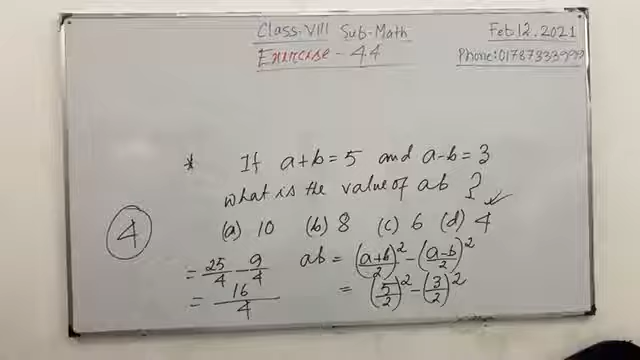 Class-VIII Sub-Math
Exercise - 4.4
Feb.12.2021
* If a+b=5 and a-b=3
what is the value of ab ?
(a) 10 (b) 8 (c) 6 (d) 4 ✓
4
ab = (a+b/2)² - (a-b/2)²
= (5/2)² - (3/2)²
= 25/4 - 9/4
= 16/4